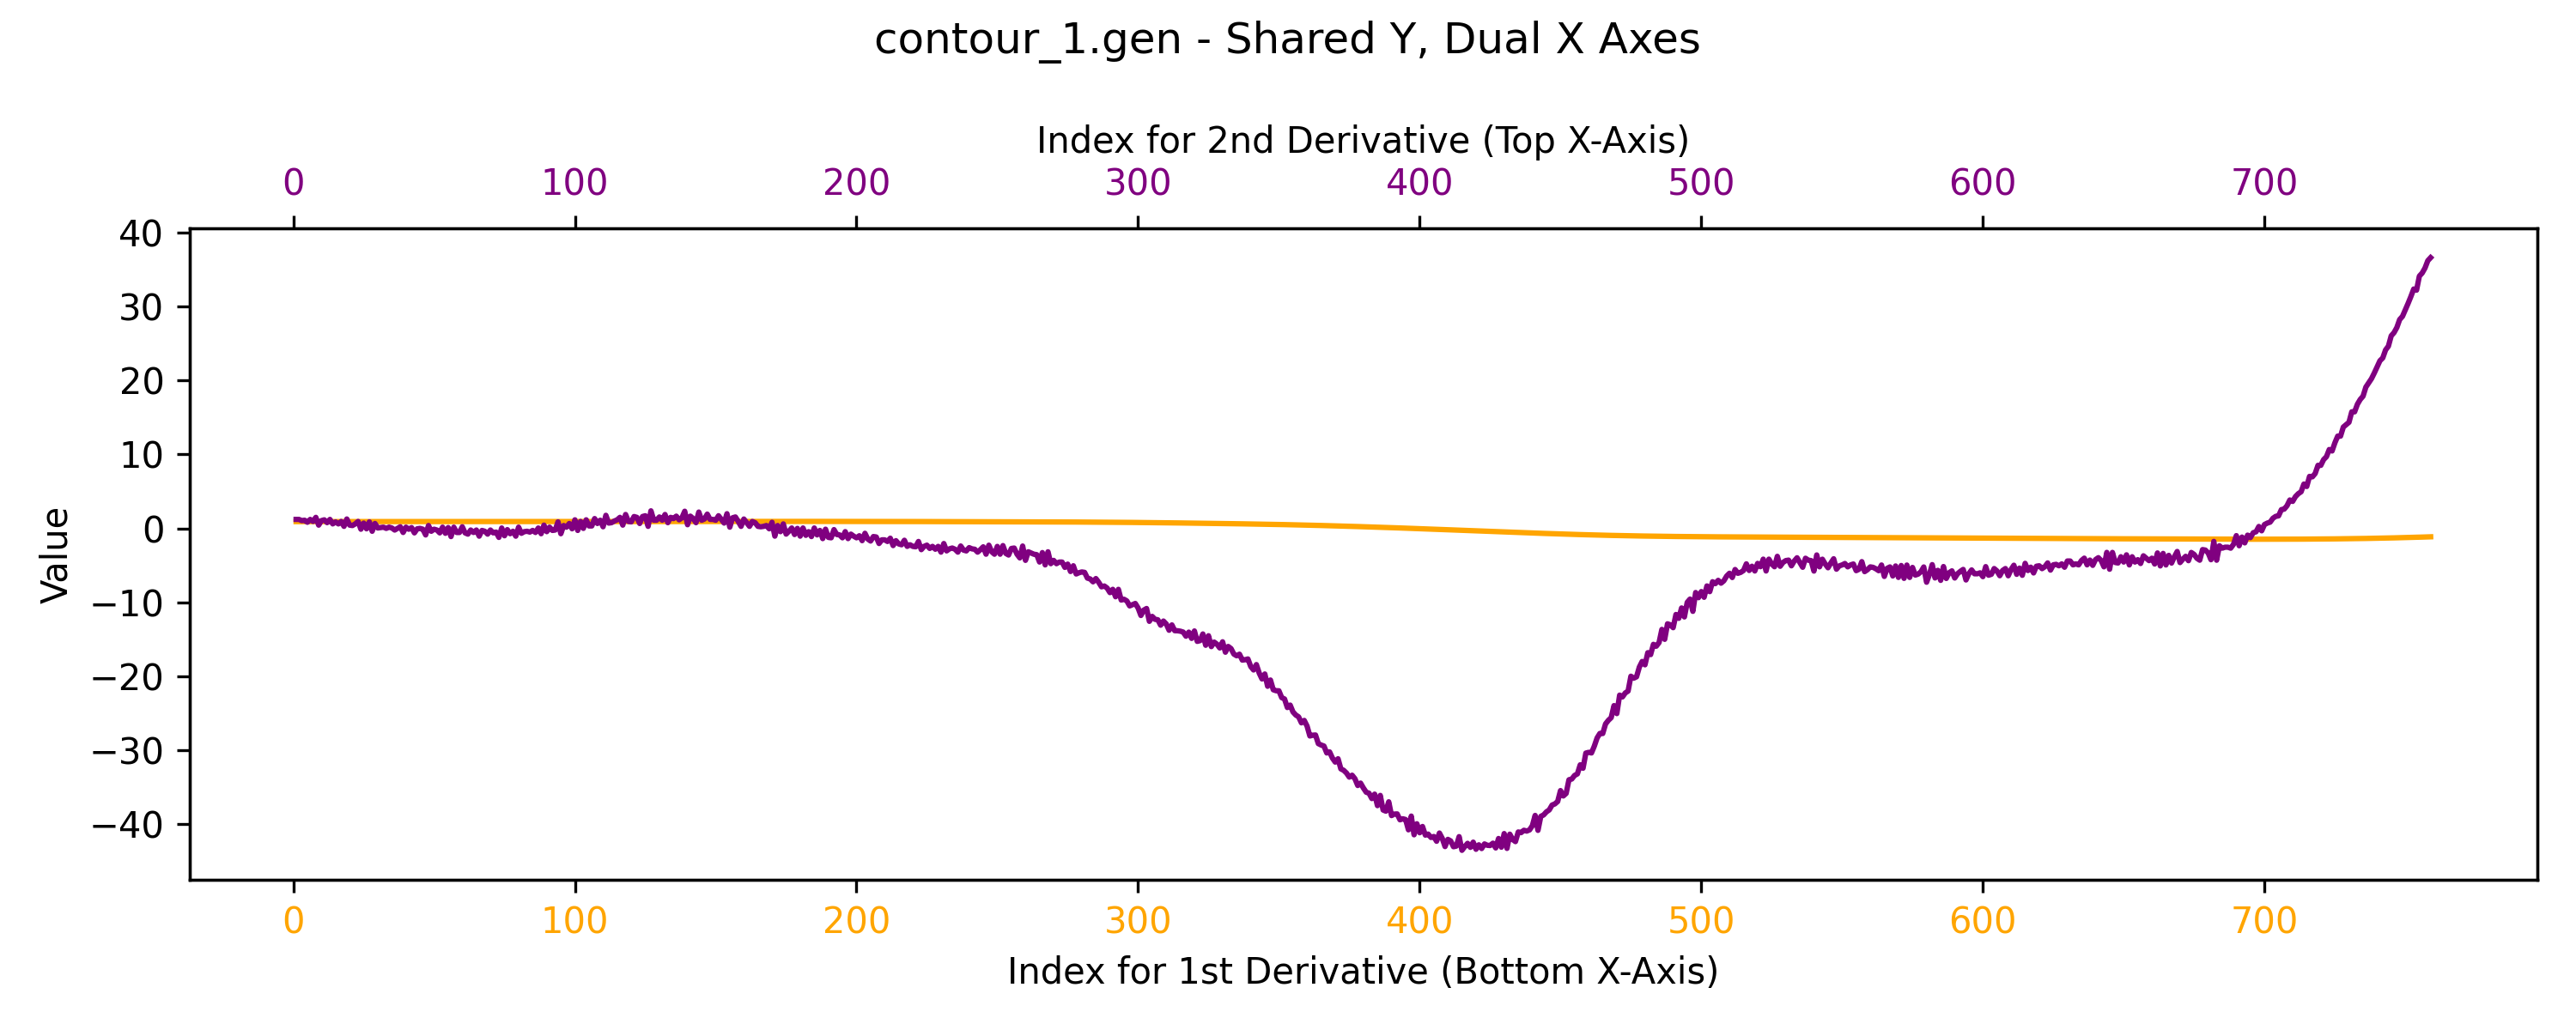 contour_1.gen - Shared Y, Dual X Axes
Index for 2nd Derivative (Top X-Axis)
0 100 200 300 400 500 600 700
40
30
20
10
0
−10
−20
−30
−40
Value
0 100 200 300 400 500 600 700
Index for 1st Derivative (Bottom X-Axis)